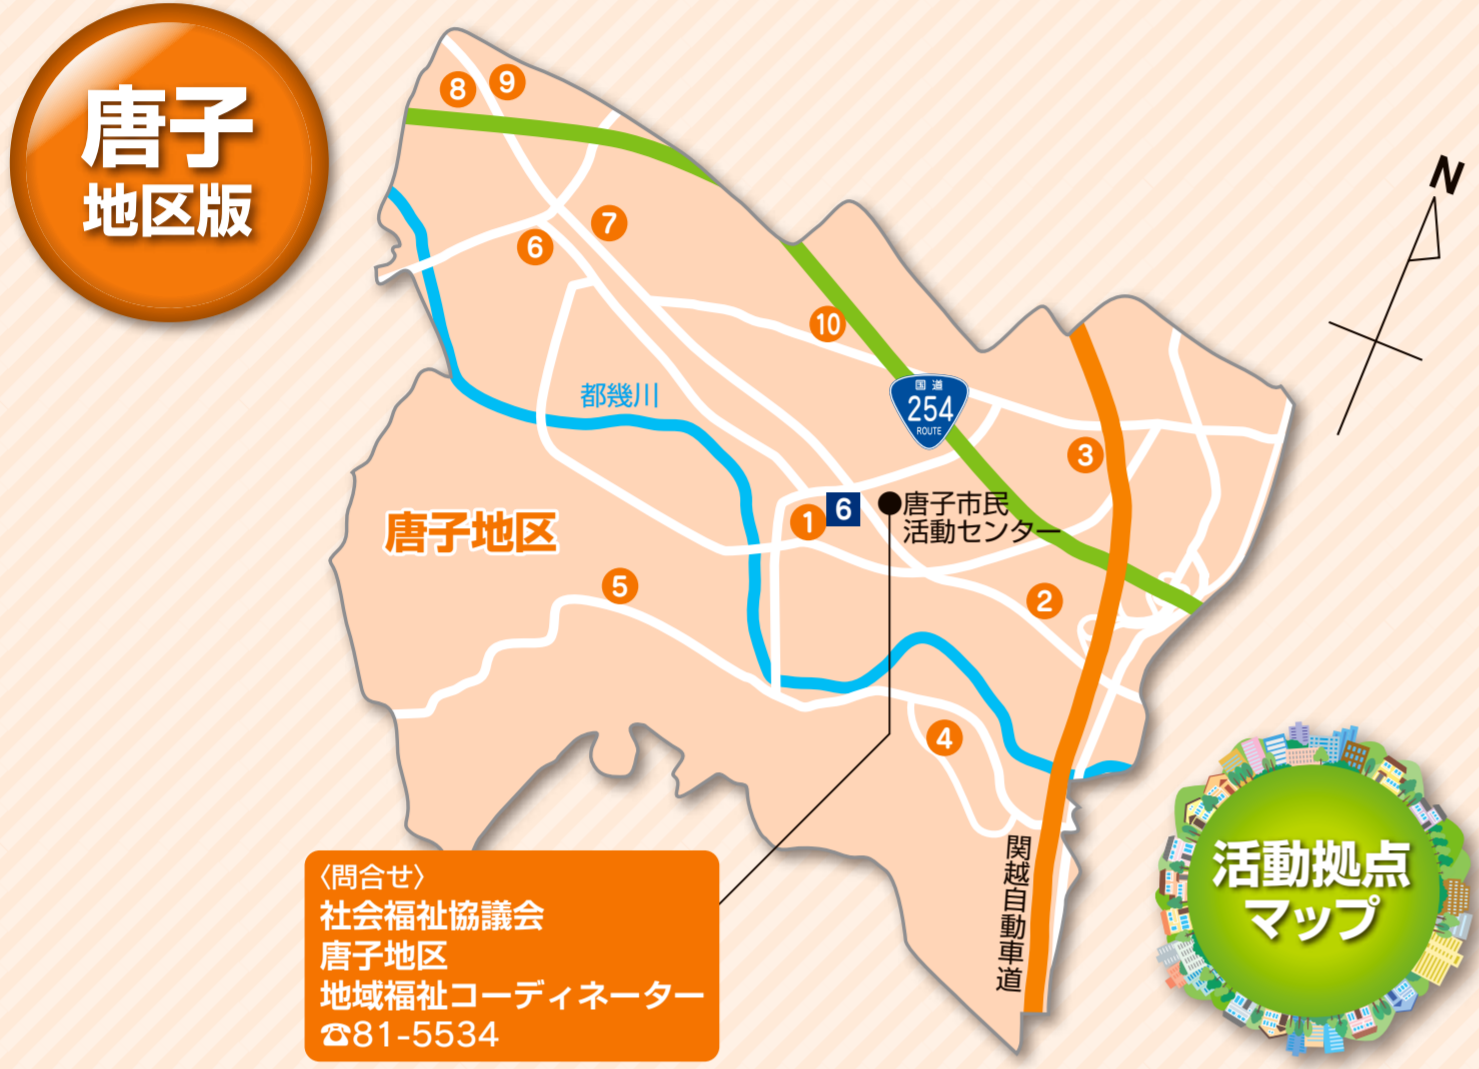 唐子
地区版
8
9
N
7
6
10
都幾川
国道
254
ROUTE
3
唐子地区
1
6
唐子市民
活動センター
5
2
4
関越自動車道
〈問合せ〉
社会福祉協議会
唐子地区
地域福祉コーディネーター
☎81-5534
活動拠点
マップ